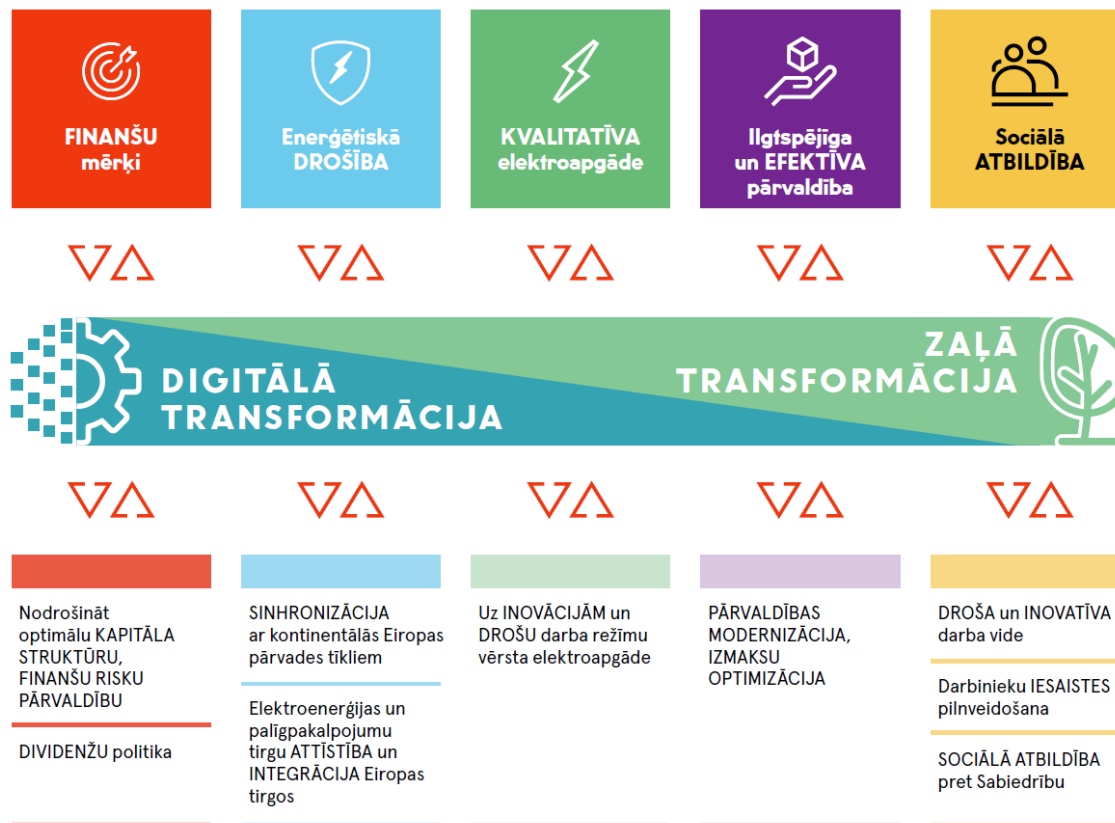 FINANŠU
mērķi
Enerģētiskā
DROŠĪBA
KVALITATĪVA
elektroapgāde
Ilgtspējīga
un EFEKTĪVA
pārvaldība
Sociālā
ATBILDĪBA
DIGITĀLĀ
TRANSFORMĀCIJA
ZAĻĀ
TRANSFORMĀCIJA
Nodrošināt
optimālu KAPITĀLA
STRUKTŪRU,
FINANŠU RISKU
PĀRVALDĪBU
DIVIDENŽU politika
SINHRONIZĀCIJA
ar kontinentālās Eiropas
pārvades tīkliem
Elektroenerģijas un
palīgpakalpojumu
tirgu ATTĪSTĪBA un
INTEGRĀCIJA Eiropas
tirgos
Uz INOVĀCIJĀM un
DROŠU darba režīmu
vērsta elektroapgāde
PĀRVALDĪBAS
MODERNIZĀCIJA,
IZMAKSU
OPTIMIZĀCIJA
DROŠA un INOVATĪVA
darba vide
Darbinieku IESAISTES
pilnveidošana
SOCIĀLĀ ATBILDĪBA
pret Sabiedrību